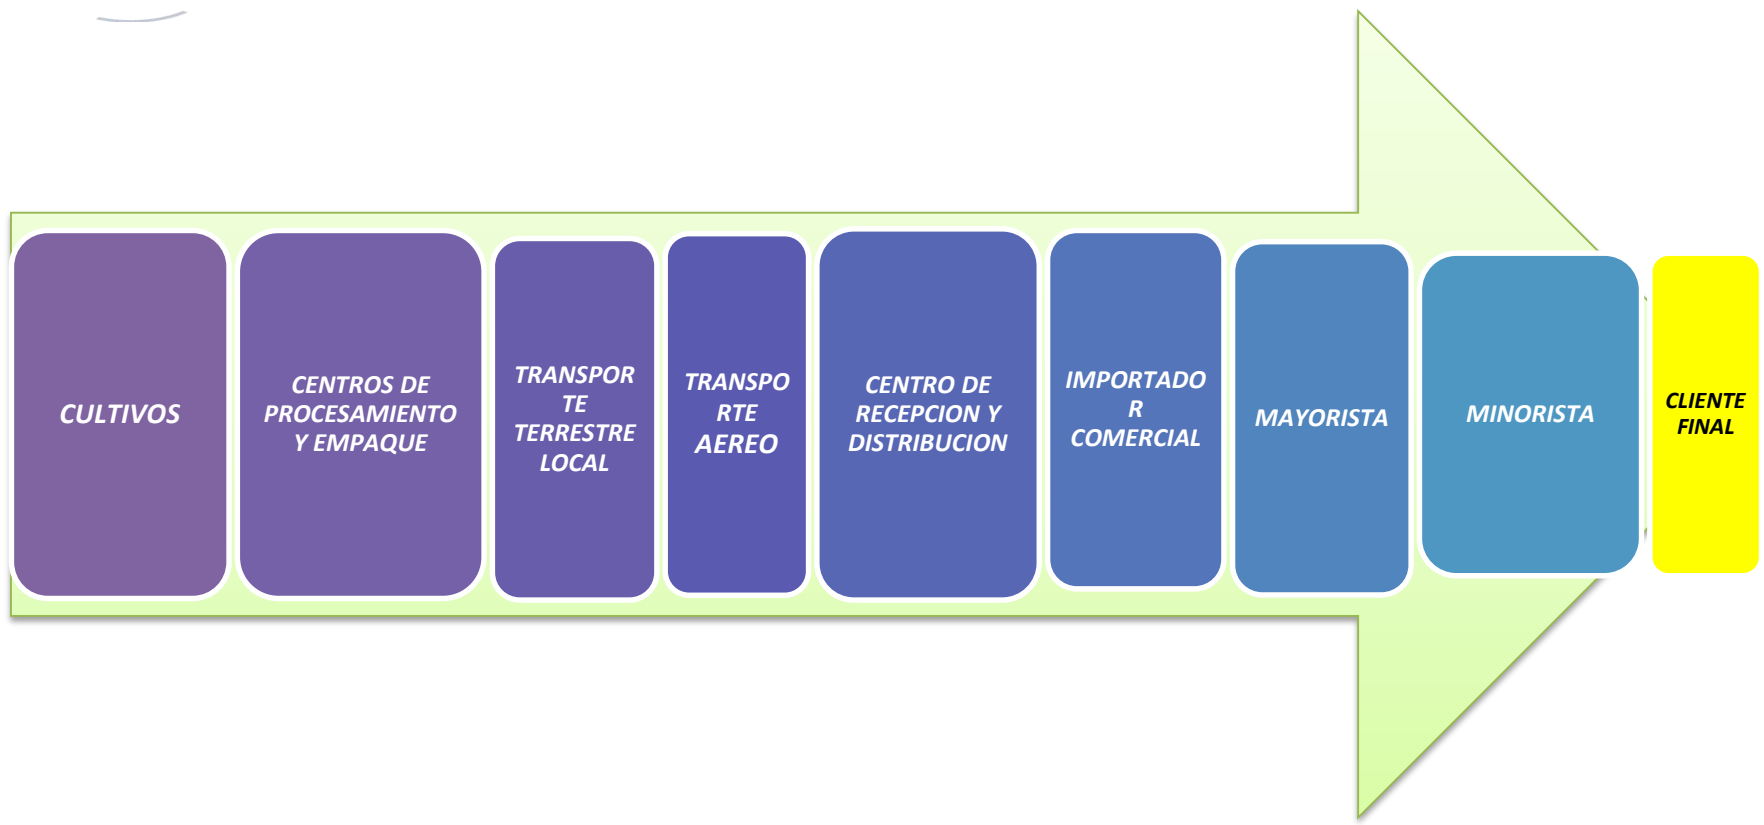 CULTIVOS
CENTROS DE
PROCESAMIENTO
Y EMPAQUE
TRANSPOR
TE
TERRESTRE
LOCAL
TRANSPO
RTE
AEREO
CENTRO DE
RECEPCION Y
DISTRIBUCION
IMPORTADO
R
COMERCIAL
MAYORISTA
MINORISTA
CLIENTE
FINAL